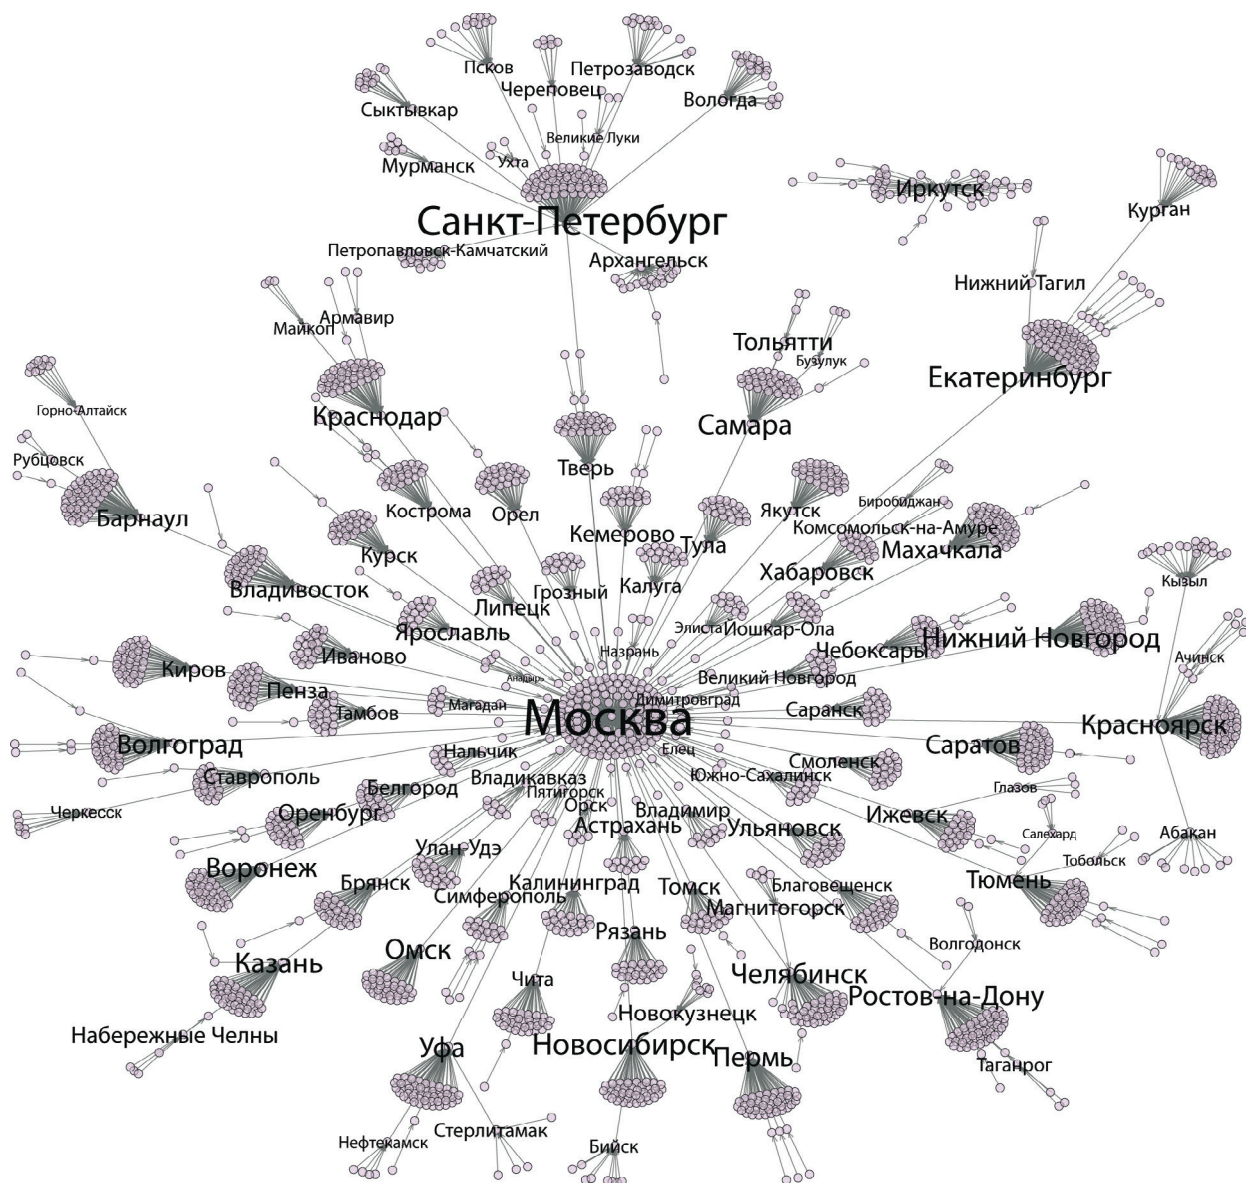 Псков
Петрозаводск
Череповец
Вологда
Сыктывкар
Великие Луки
Ухта
Мурманск
Иркутск
Санкт-Петербург
Курган
Петропавловск-Камчатский
Архангельск
Нижний Тагил
Армавир
Майкоп
Тольятти
Бузулук
Екатеринбург
Горно-Алтайск
Краснодар
Самара
Рубцовск
Тверь
Барнаул
Кострома
Орел
Якутск
Биробиджан
Кемерово
Комсомольск-на-Амуре
Тула
Махачкала
Курск
Хабаровск
Владивосток
Грозный
Калуга
Кызыл
Липецк
Ярославль
Элиста
Йошкар-Ола
Нижний Новгород
Чебоксары
Назрань
Иваново
Ачинск
Киров
Анадырь
Великий Новгород
Пенза
Димитровград
Магадан
Тамбов
Саранск
Москва
Красноярск
Волгоград
Нальчик
Елец
Саратов
Смоленск
Ставрополь
Владикавказ
Южно-Сахалинск
Белгород
Пятигорск
Глазов
Орск
Черкесск
Оренбург
Владимир
Ижевск
Астрахань
Ульяновск
Салехард
Абакан
Улан-Удэ
Тобольск
Воронеж
Брянск
Калининград
Томск
Благовещенск
Тюмень
Симферополь
Магнитогорск
Рязань
Волгодонск
Омск
Казань
Челябинск
Чита
Ростов-на-Дону
Новокузнецк
Набережные Челны
Уфа
Новосибирск
Пермь
Таганрог
Стерлитамак
Нефтекамск
Бийск